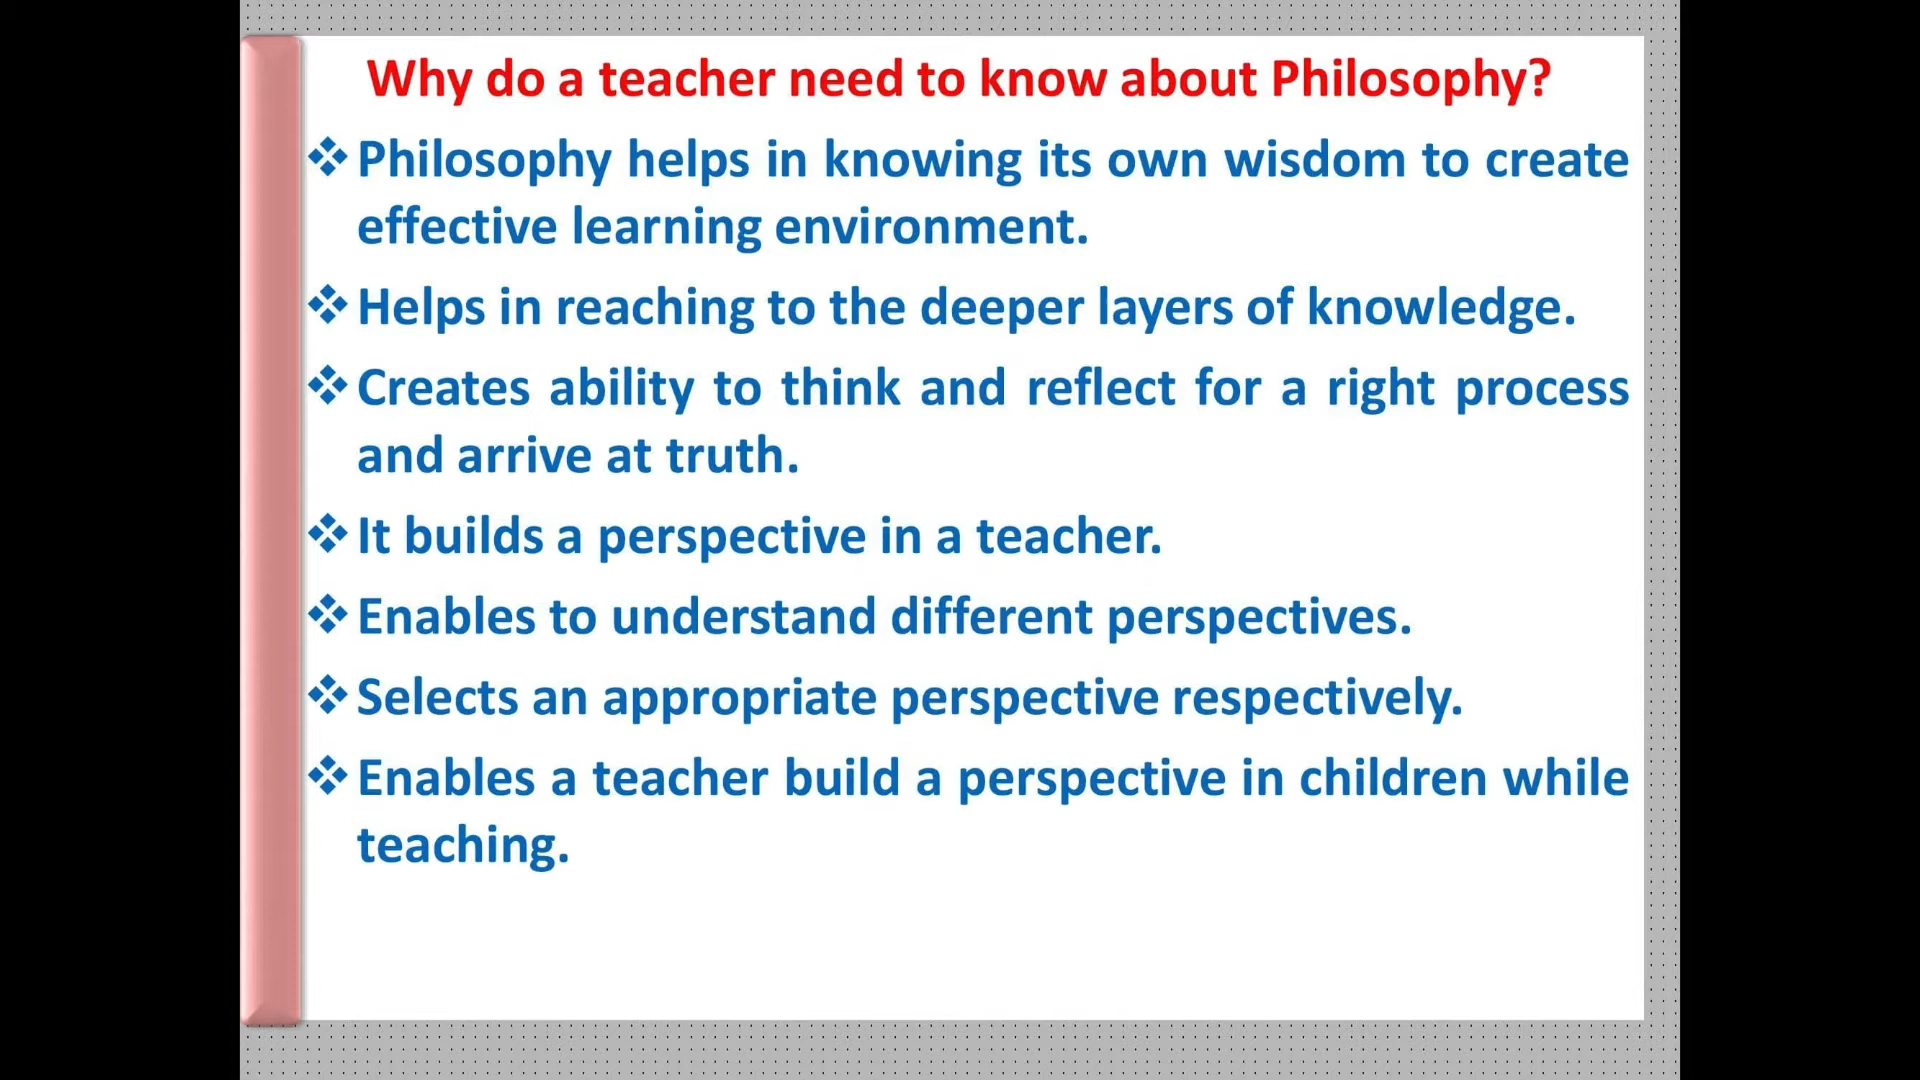 Why do a teacher need to know about Philosophy?
❖ Philosophy helps in knowing its own wisdom to create
effective learning environment.
❖ Helps in reaching to the deeper layers of knowledge.
❖ Creates ability to think and reflect for a right process
and arrive at truth.
❖ It builds a perspective in a teacher.
❖ Enables to understand different perspectives.
❖ Selects an appropriate perspective respectively.
❖ Enables a teacher build a perspective in children while
teaching.